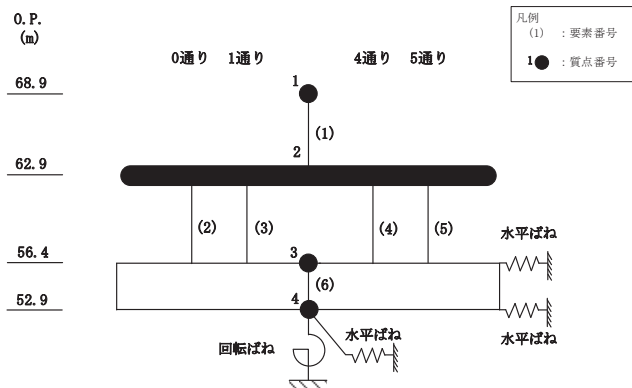 O.P.
(m)
凡例
(1) :要素番号
1 :質点番号
0通り 1通り 4通り 5通り
68.9
1
(1)
2
62.9
(2) (3) (4) (5)
水平ばね
56.4
3
(6)
52.9
4
回転ばね
水平ばね
水平ばね